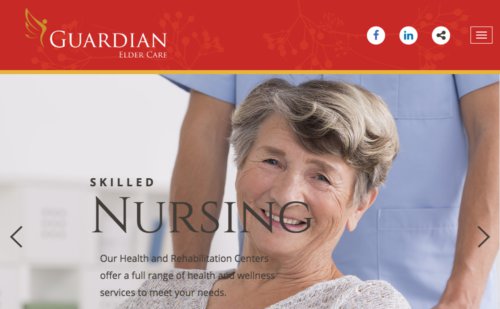 GUARDIAN
ELDER CARE
SKILLED
NURSING
Our Health and Rehabilitation Centers
offer a full range of health and wellness
services to meet your needs.